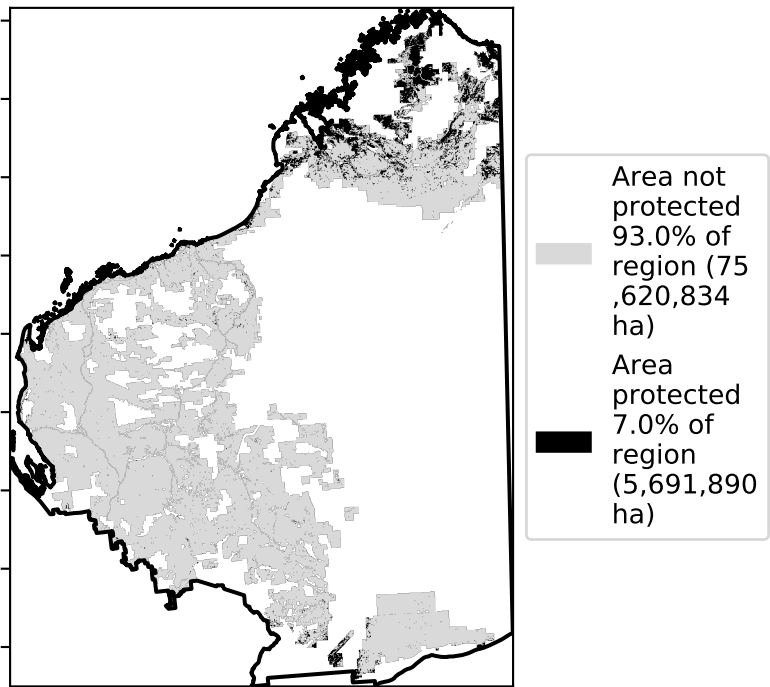 Area not
protected
93.0% of
region (75
,620,834
ha)
Area
protected
7.0% of
region
(5,691,890
ha)